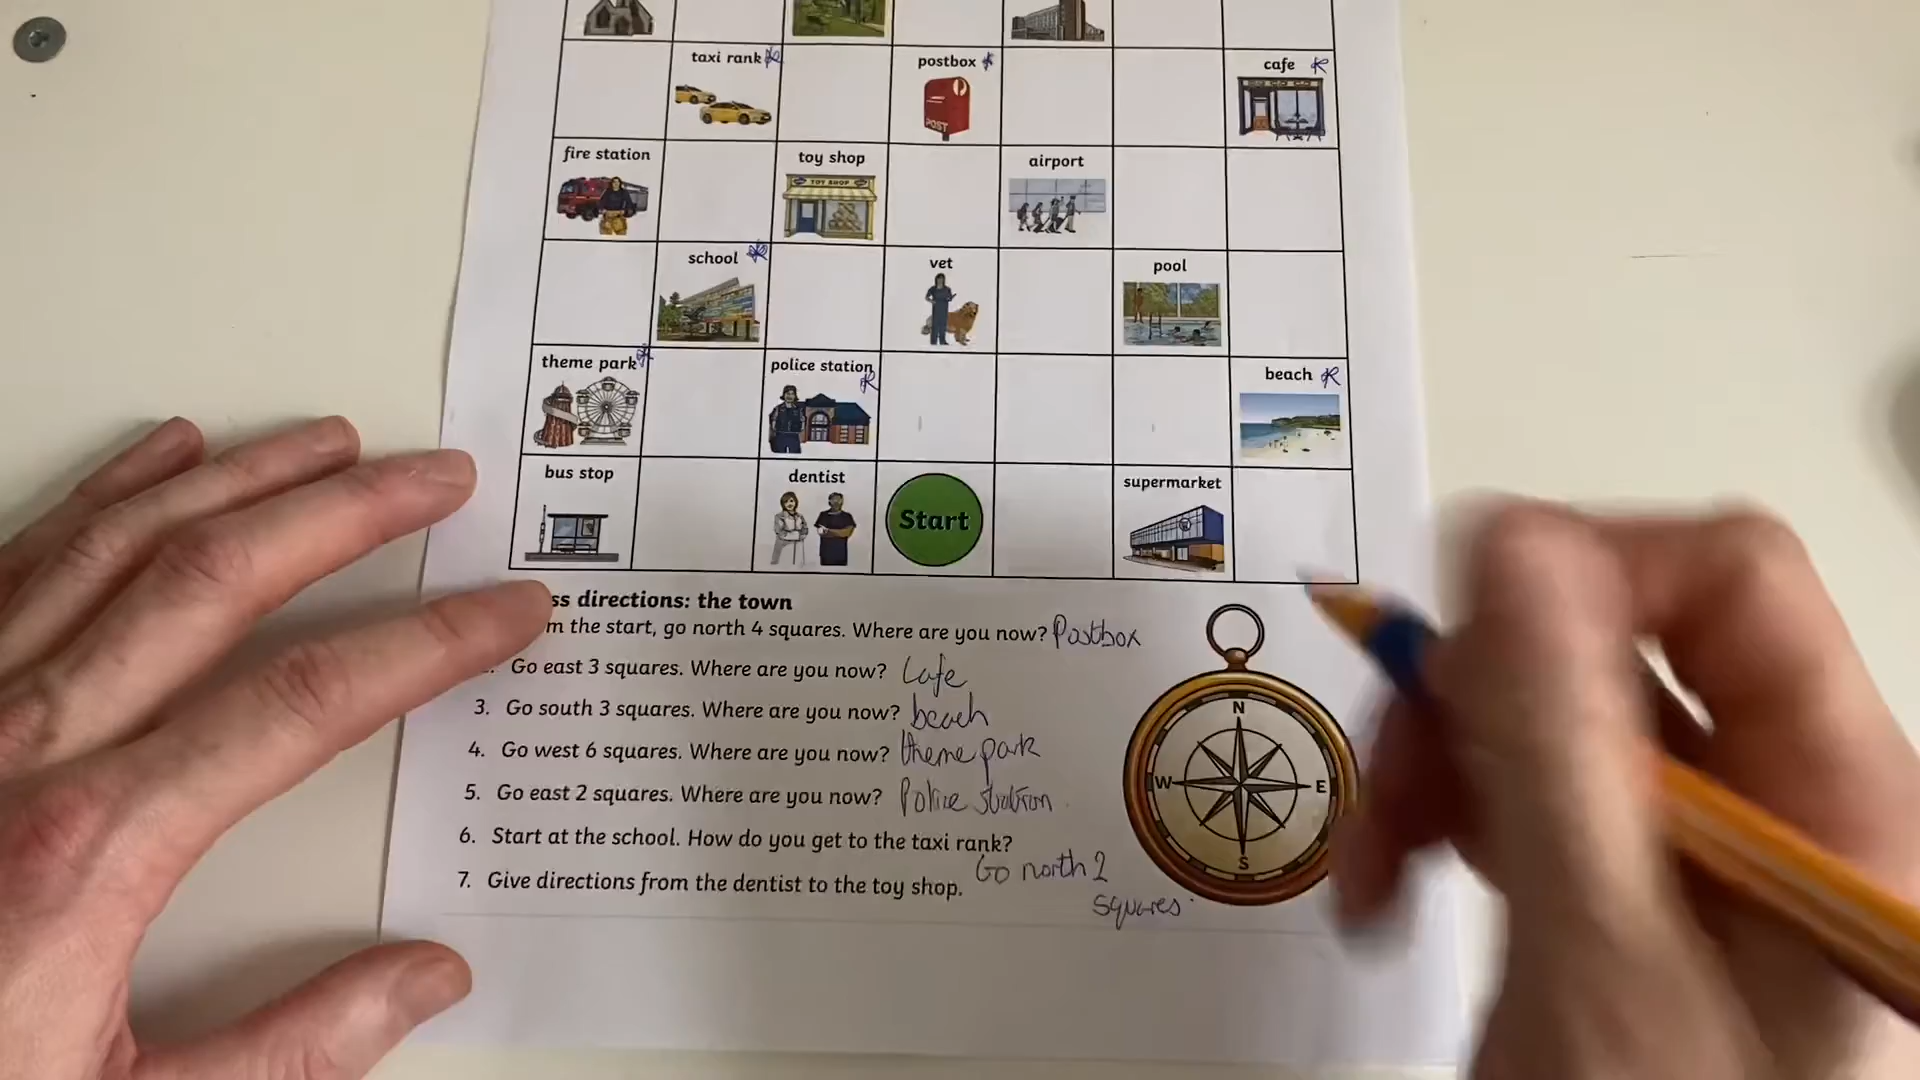 taxi rank postbox cafe
POST
fire station toy shop airport
TOY SHOP
school vet pool
theme park police station beach
bus stop dentist Start supermarket
ss directions: the town
m the start, go north 4 squares. Where are you now? Postbox
Go east 3 squares. Where are you now? Cafe
3. Go south 3 squares. Where are you now? beach
4. Go west 6 squares. Where are you now? theme park
5. Go east 2 squares. Where are you now? Police station
6. Start at the school. How do you get to the taxi rank?
Go north 2
squares.
7. Give directions from the dentist to the toy shop.
N
W E
S